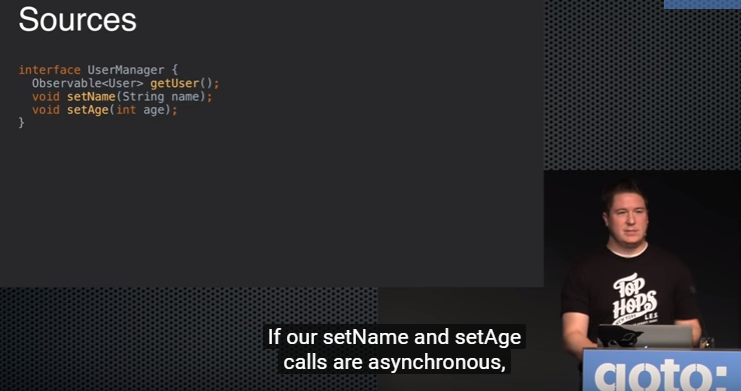 Sources
interface UserManager {
Observable<User> getUser();
void setName(String name);
void setAge(int age);
}
TOP
HOPS
L.E.S.
If our setName and setAge
calls are asynchronous,
goto: